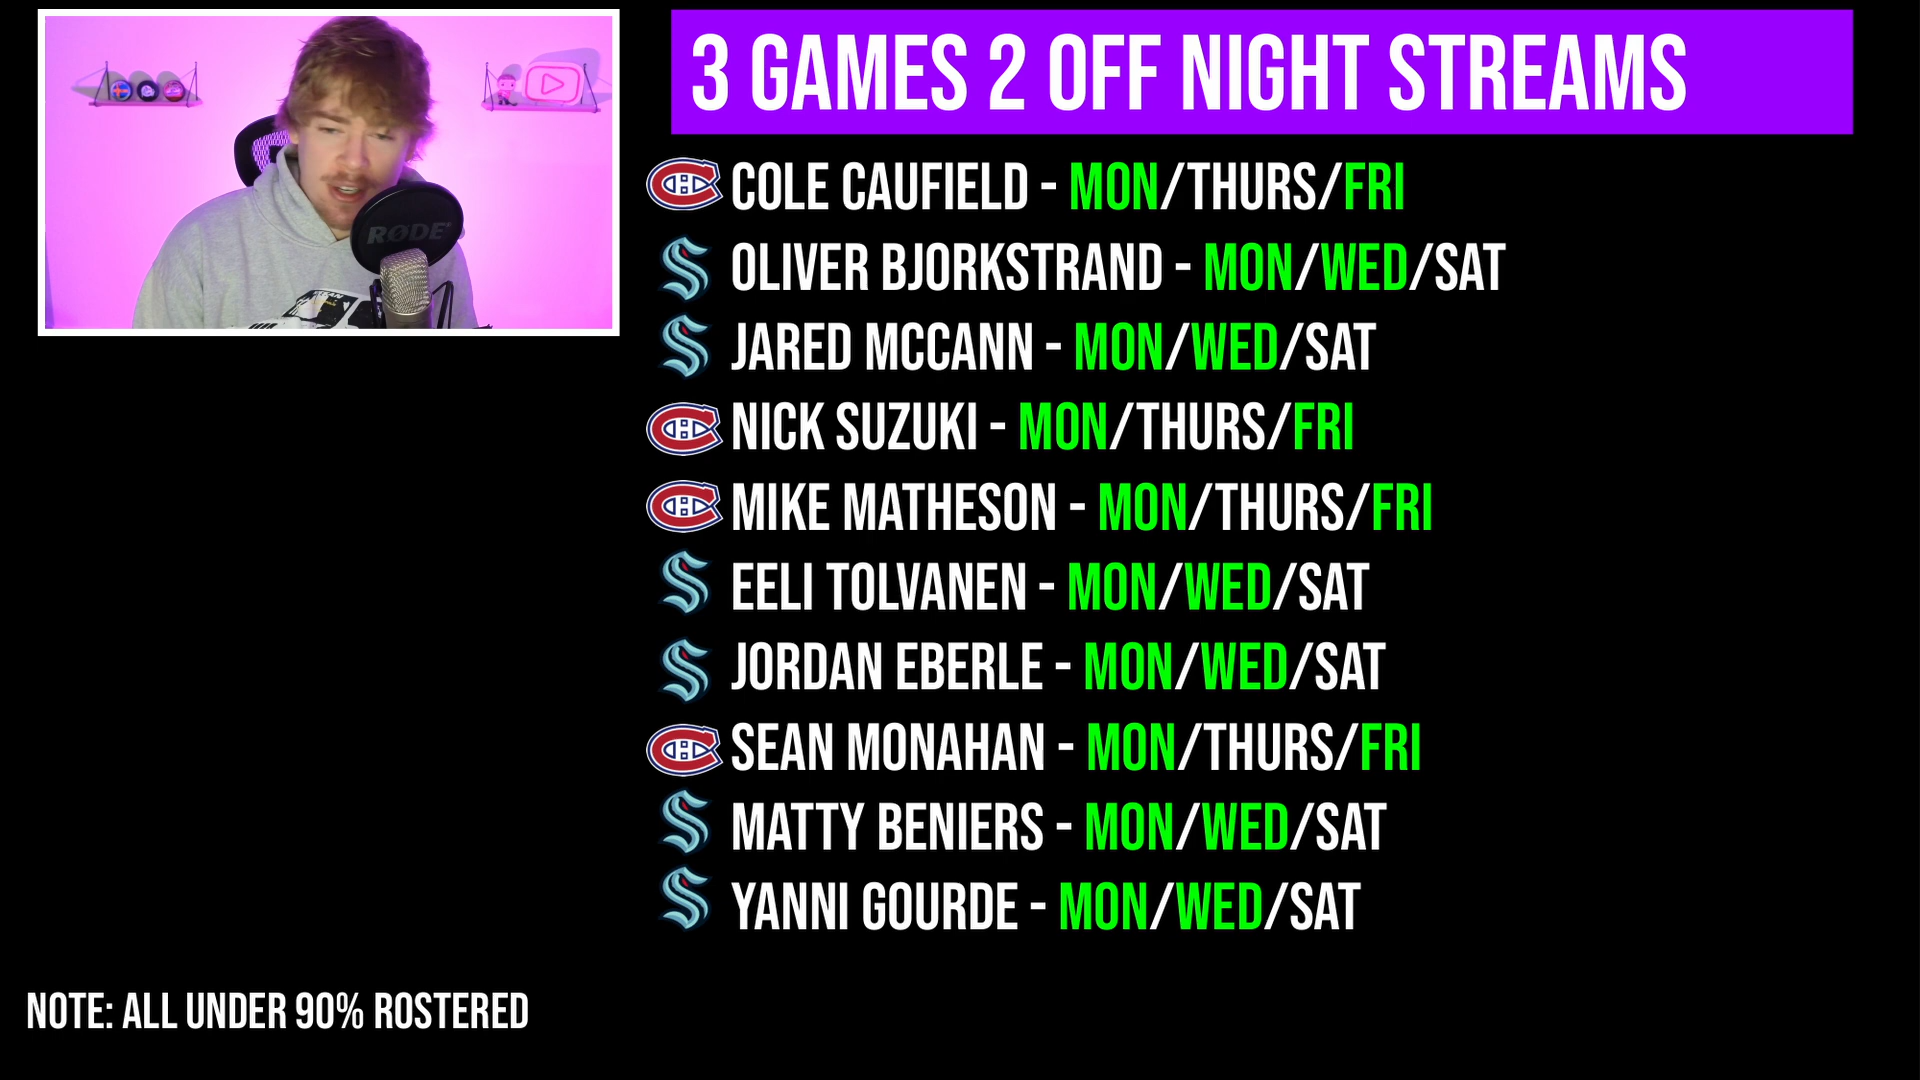 3 GAMES 2 OFF NIGHT STREAMS
COLE CAUFIELD - MON/THURS/FRI
OLIVER BJORKSTRAND - MON/WED/SAT
JARED MCCANN - MON/WED/SAT
NICK SUZUKI - MON/THURS/FRI
MIKE MATHESON - MON/THURS/FRI
EELI TOLVANEN - MON/WED/SAT
JORDAN EBERLE - MON/WED/SAT
SEAN MONAHAN - MON/THURS/FRI
MATTY BENIERS - MON/WED/SAT
YANNI GOURDE - MON/WED/SAT
NOTE: ALL UNDER 90% ROSTERED
RØDE